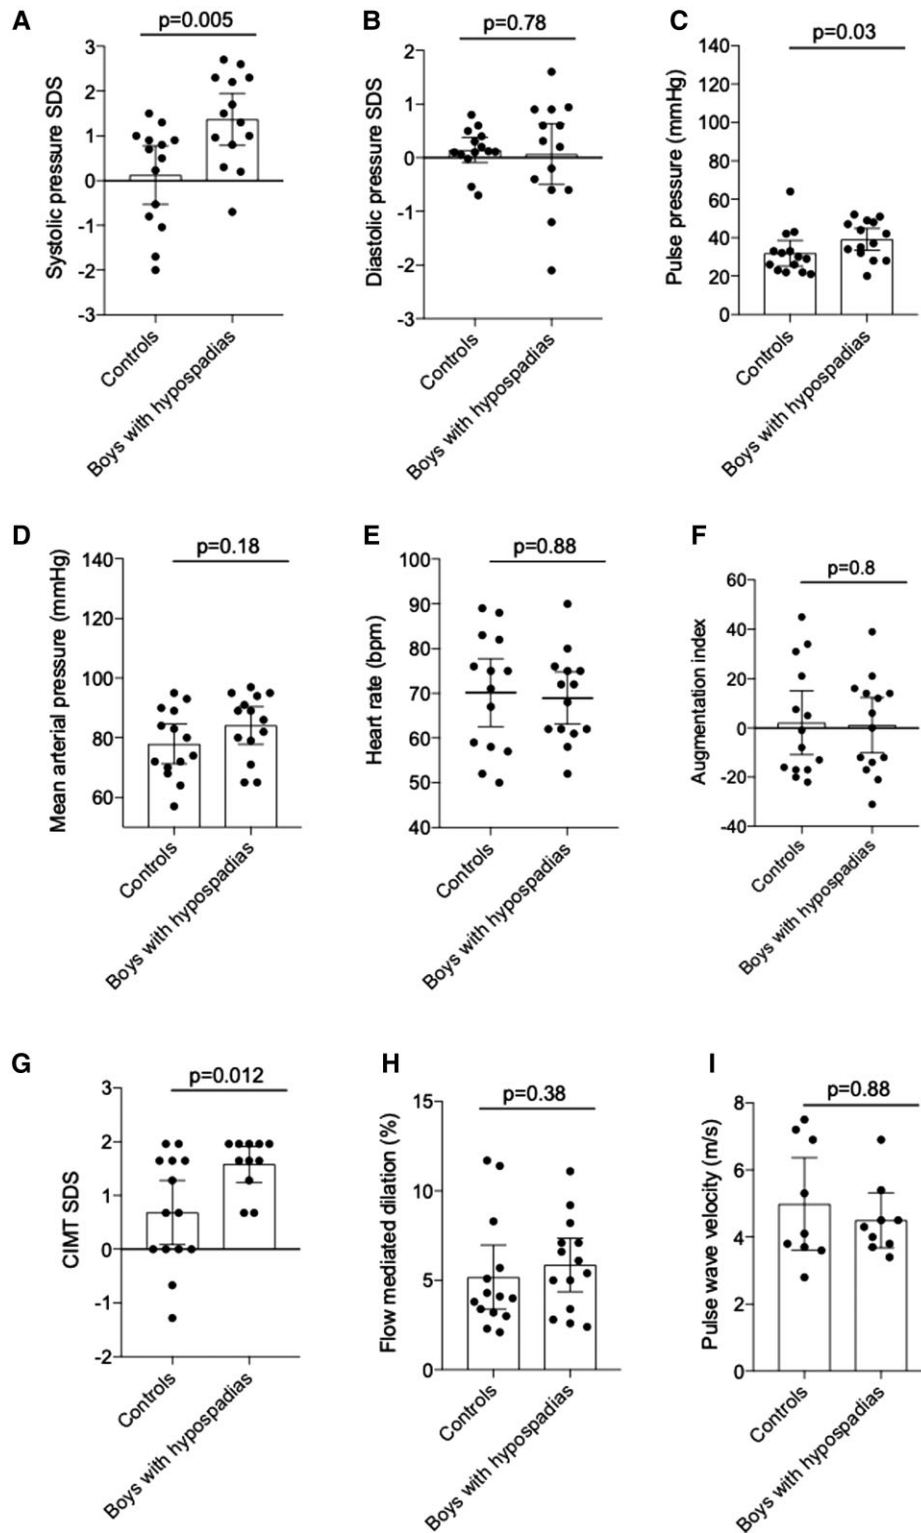 A
p=0.005
Systolic pressure SDS
3
2
1
0
-1
-2
-3
Controls
Boys with hypospadias
B
p=0.78
Diastolic pressure SDS
2
1
0
-1
-2
-3
Controls
Boys with hypospadias
C
p=0.03
Pulse pressure (mmHg)
140
120
100
80
60
40
20
0
Controls
Boys with hypospadias
D
p=0.18
Mean arterial pressure (mmHg)
140
120
100
80
60
Controls
Boys with hypospadias
E
p=0.88
Heart rate (bpm)
100
90
80
70
60
50
40
Controls
Boys with hypospadias
F
p=0.8
Augmentation index
60
40
20
0
-20
-40
Controls
Boys with hypospadias
G
p=0.012
CIMT SDS
3
2
1
0
-1
-2
Controls
Boys with hypospadias
H
p=0.38
Flow mediated dilation (%)
15
10
5
0
Controls
Boys with hypospadias
I
p=0.88
Pulse wave velocity (m/s)
8
6
4
2
0
Controls
Boys with hypospadias